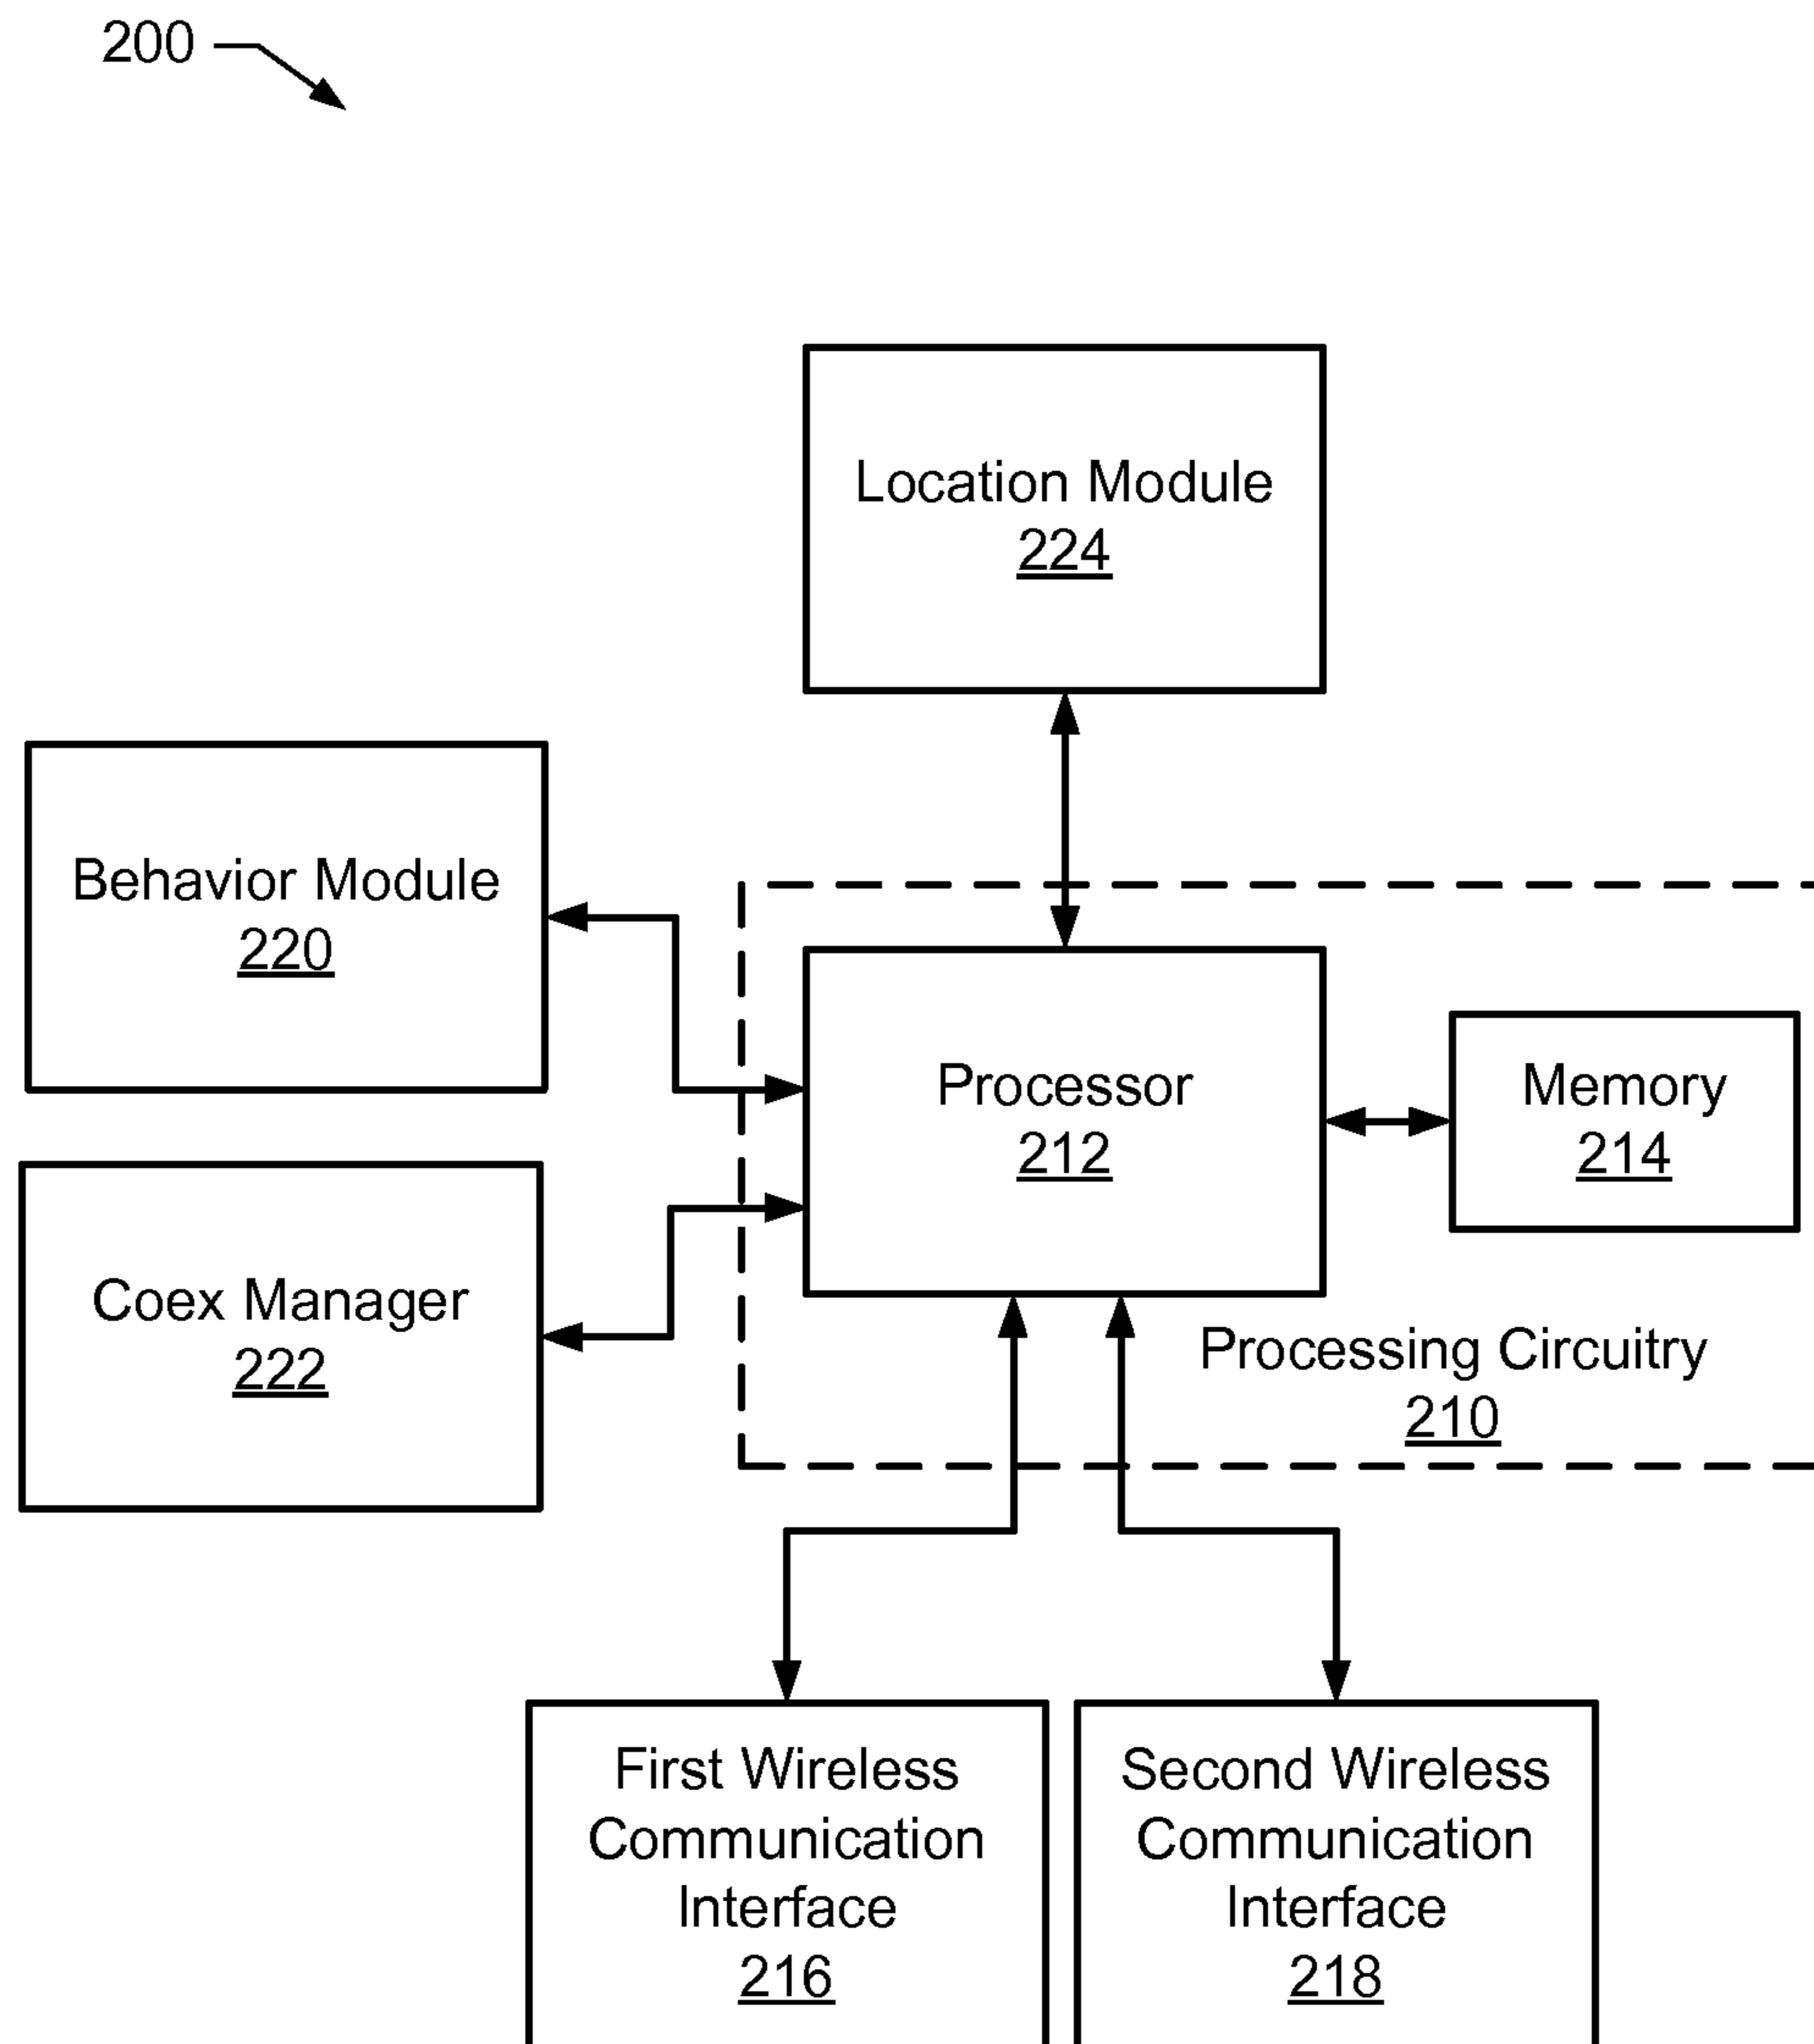 200
Location Module
224
Behavior Module
220
Processor
212
Memory
214
Coex Manager
222
Processing Circuitry
210
First Wireless
Communication
Interface
216
Second Wireless
Communication
Interface
218